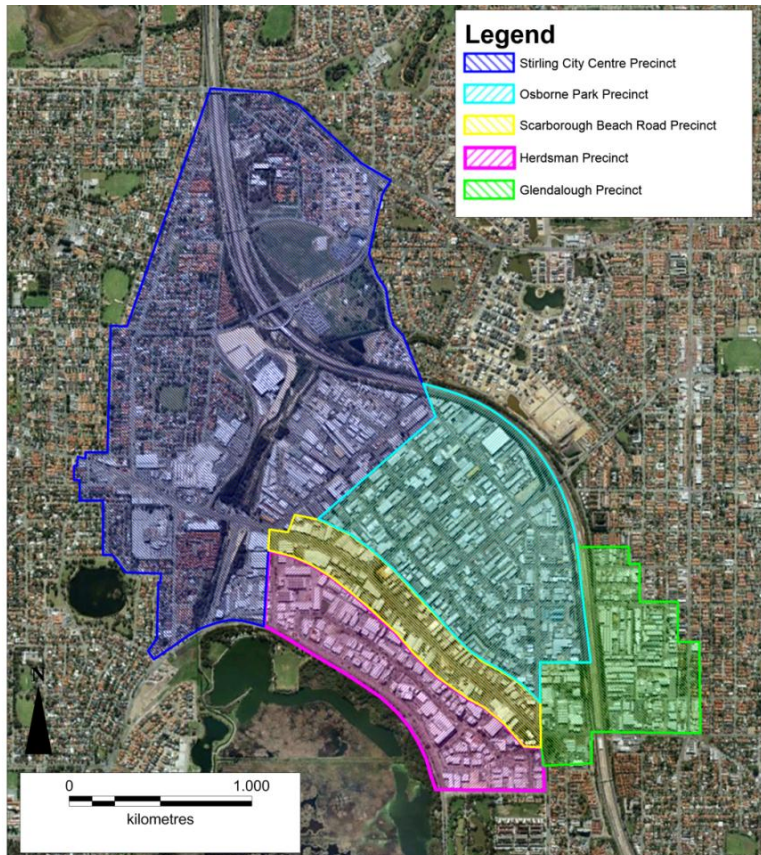 Legend
Stirling City Centre Precinct
Osborne Park Precinct
Scarborough Beach Road Precinct
Herdsman Precinct
Glendalough Precinct
N
0 1.000
kilometres